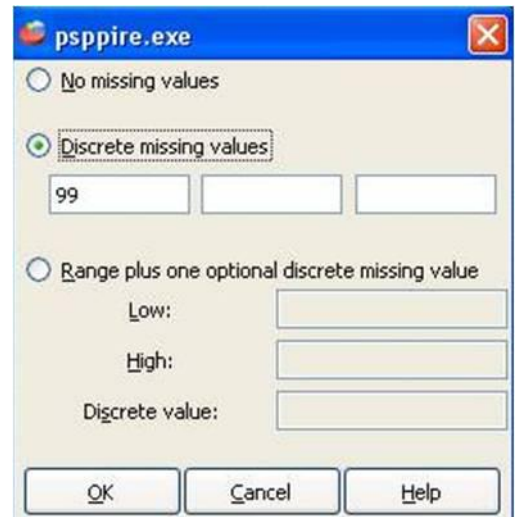 psppire.exe
No missing values
Discrete missing values
99
Range plus one optional discrete missing value
Low:
High:
Discrete value:
OK Cancel Help